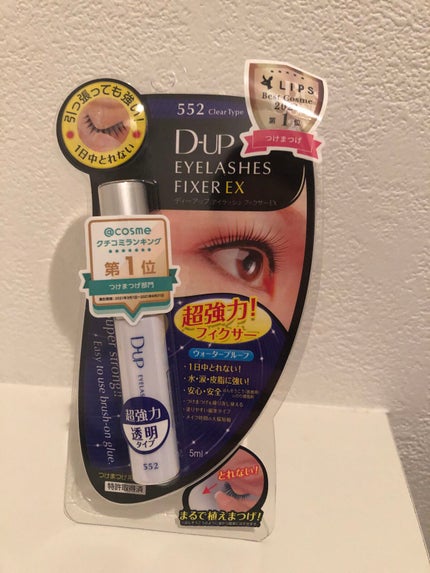 引っ張っても強い!
1日中とれない
552 Clear Type
LIPS
Best Cosme
第1位
つけまつげ
D-UP
EYELASHES
FIXER EX
ディーアップ アイラッシュ フィクサーEX
@cosme
クチコミランキング
第1位
つけまつげ部門
超強力!
フィクサー
ウォータープルーフ
・1日中とれない!
・水・涙・皮脂に強い!
・安心・安全
Super strong!!
Easy to use brush-on glue.
D-UP
EYELAS
超強力
透明
タイプ
552
5ml
特許取得済
とれない!
まるで植えまつげ!